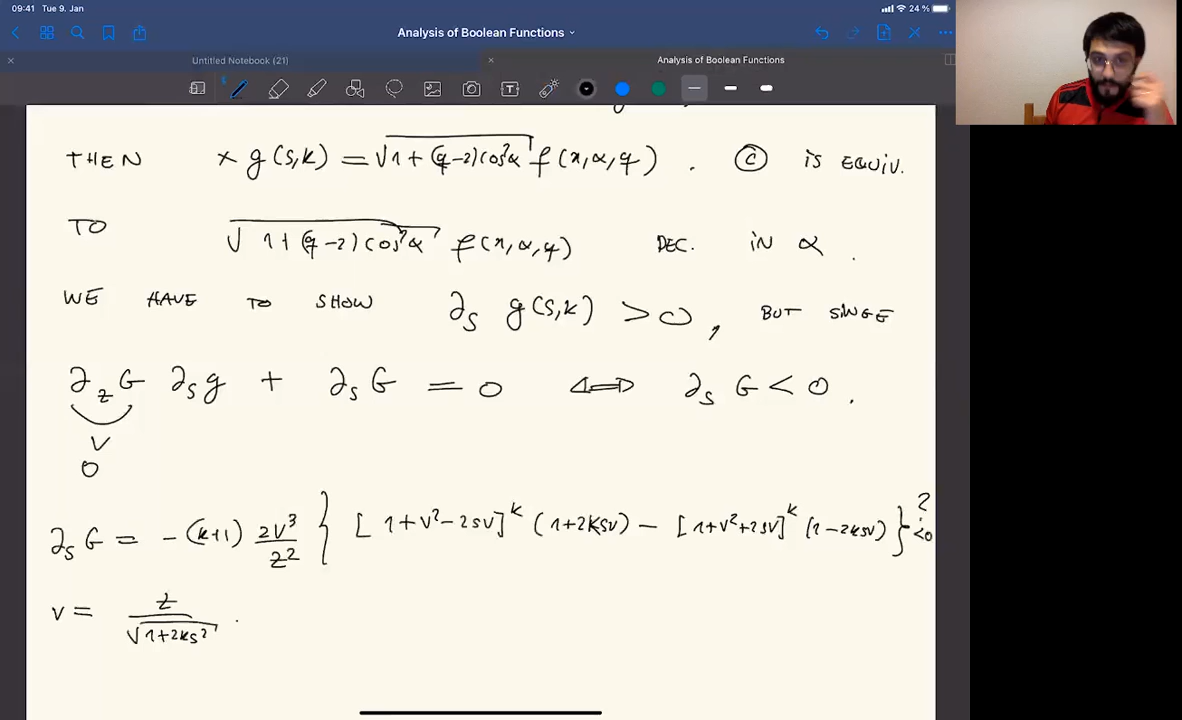 09:41 Tue 9. Jan 24 %
Analysis of Boolean Functions
Untitled Notebook (21) Analysis of Boolean Functions
THEN x g(s,k) = √1+(q-2)cos²α f(x,α,q) . Ⓒ IS EQUIV.
TO √1+(q-2)cos²α f(x,α,q) DEC. IN α .
WE HAVE TO SHOW ∂ₛ g(s,k) > 0 , BUT SINCE
∂_z G ∂ₛg + ∂ₛ G = 0 ⟺ ∂ₛ G < 0 .
V
0
∂ₛ G = -(k+1) 2v³/z² { [1+v²-2sv]^k (1+2ksv) - [1+v²+2sv]^k (1-2ksv) } ? <0
v = z/√1+2ks² .